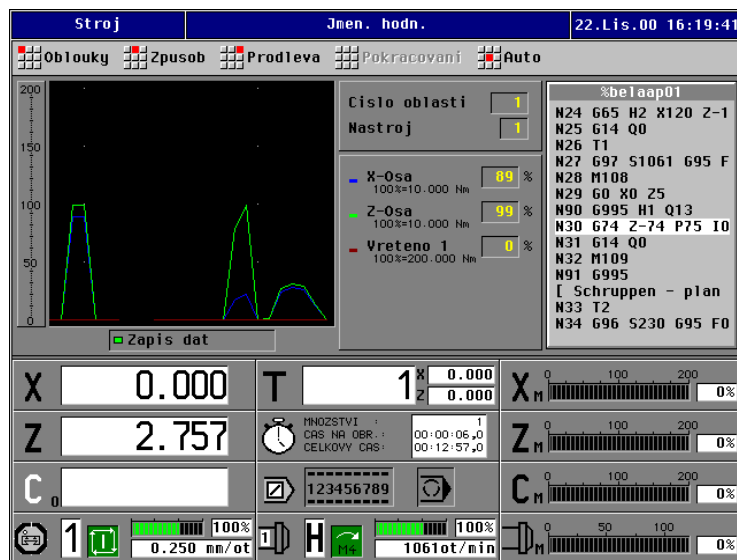 Stroj Jmen. hodn. 22.Lis.00 16:19:41
Oblouky Zpusob Prodleva Pokracovani Auto
200
150
100
50
0
Zapis dat
Cislo oblasti 1
Nastroj 1
X-Osa 89 %
100%=10.000 Nm
Z-Osa 99 %
100%=10.000 Nm
Vreteno 1 0 %
100%=200.000 Nm
%belaap01
N24 G65 H2 X120 Z-1
N25 G14 Q0
N26 T1
N27 G97 S1061 G95 F
N28 M108
N29 G0 X0 Z5
N90 G995 H1 Q13
N30 G74 Z-74 P75 I0
N31 G14 Q0
N32 M109
N91 G995
[ Schruppen - plan
N33 T2
N34 G96 S230 G95 F0
X 0.000 T 1 X 0.000 Z 0.000 X M 0 100 200 0%
Z 2.757 MNOZSTVI : 1
CAS NA OBR.: 00:00:06,0
CELKOVY CAS: 00:12:57,0
Z M 0 100 200 0%
C 0 123456789 C M 0 100 200 0%
1 100% 0.250 mm/ot 1 H M4 100% 1061ot/min M 0 50 100 0%